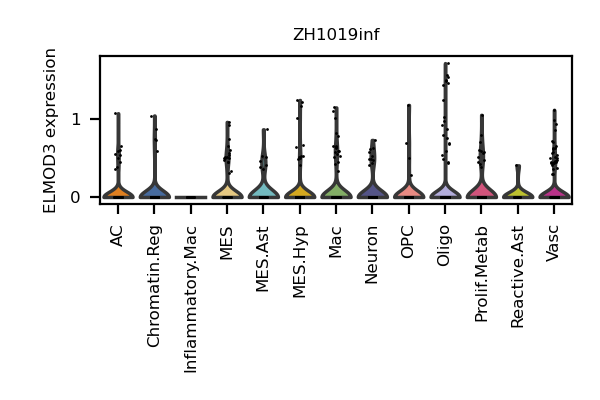 ZH1019inf
ELMOD3 expression
1
0
AC
Chromatin.Reg
Inflammatory.Mac
MES
MES.Ast
MES.Hyp
Mac
Neuron
OPC
Oligo
Prolif.Metab
Reactive.Ast
Vasc